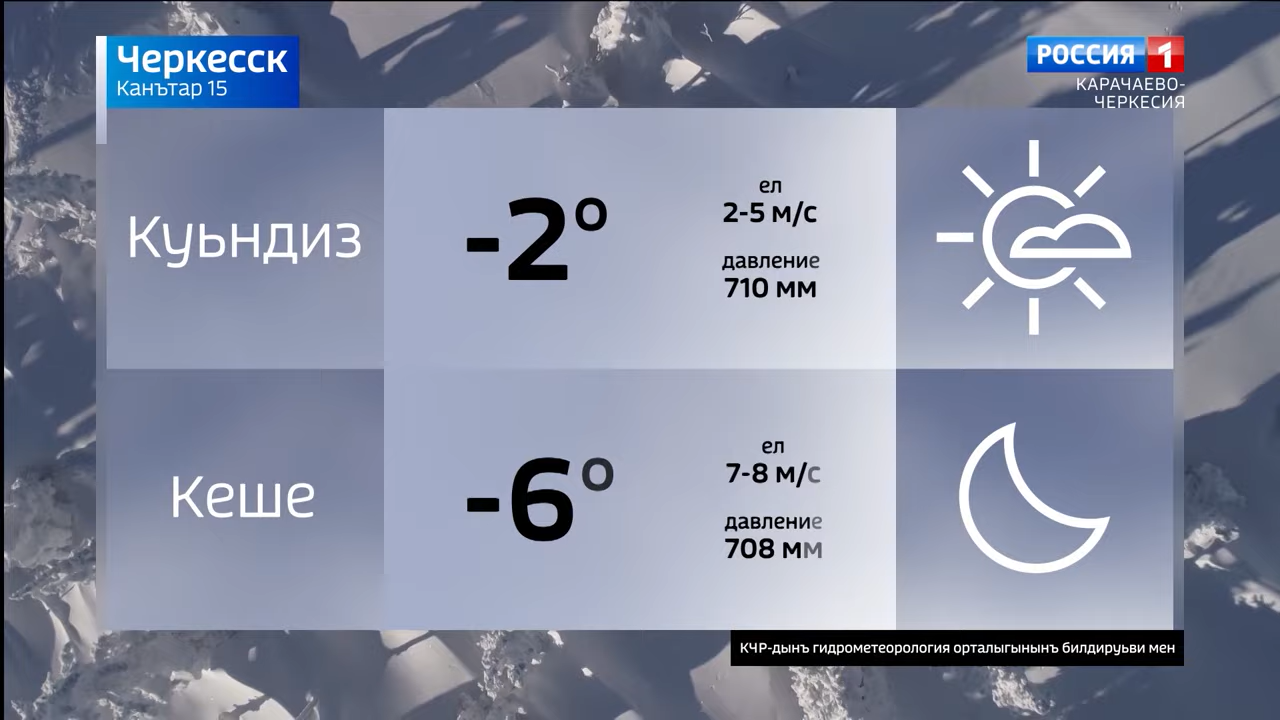 Черкесск
Канътар 15
РОССИЯ 1
КАРАЧАЕВО-
ЧЕРКЕСИЯ
Куьндиз
-2°
ел
2-5 м/с
давление
710 мм
Кеше
-6°
ел
7-8 м/с
давление
708 мм
КЧР-дынъ гидрометеорология орталыгынынъ билдируьви мен